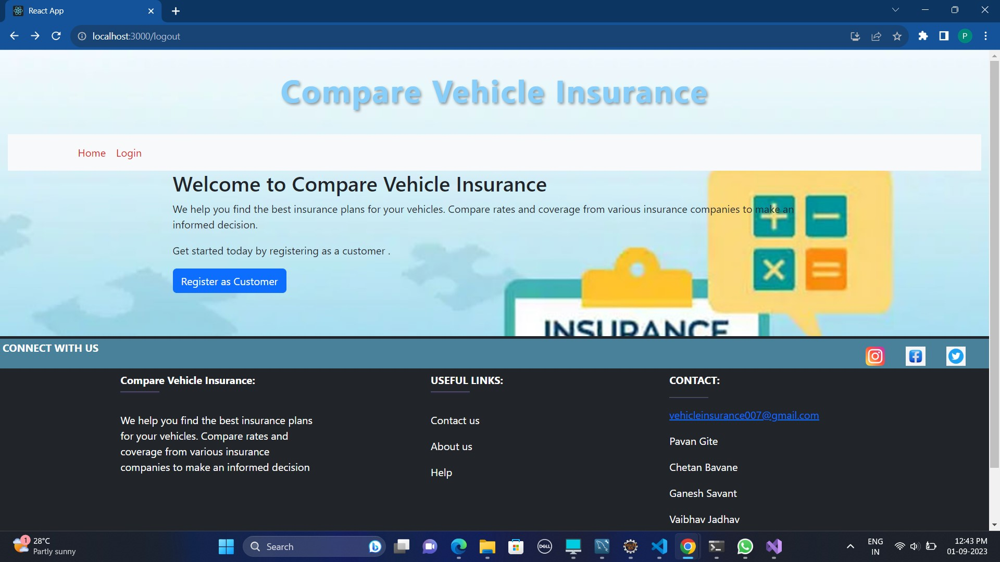 React App
localhost:3000/logout
P
Compare Vehicle Insurance
Home Login
Welcome to Compare Vehicle Insurance
We help you find the best insurance plans for your vehicles. Compare rates and coverage from various insurance companies to make an
informed decision.
Get started today by registering as a customer .
Register as Customer
INSURANCE
CONNECT WITH US
Compare Vehicle Insurance:
We help you find the best insurance plans
for your vehicles. Compare rates and
coverage from various insurance
companies to make an informed decision
USEFUL LINKS:
Contact us
About us
Help
CONTACT:
vehicleinsurance007@gmail.com
Pavan Gite
Chetan Bavane
Ganesh Savant
Vaibhav Jadhav
1
28°C
Partly sunny
Search
DELL
ENG
IN
12:43 PM
01-09-2023